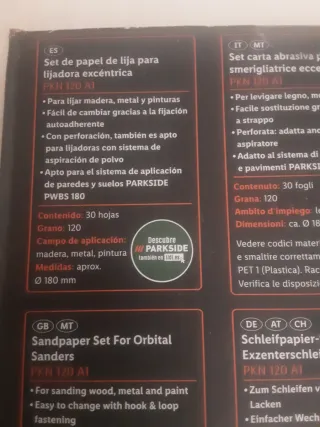 ES
Set de papel de lija para
lijadora excéntrica
PKN 120 A1
• Para lijar madera, metal y pinturas
• Fácil de cambiar gracias a la fijación
autoadherente
• Con perforación, también es apto
para lijadoras con sistema de
aspiración de polvo
• Apto para el sistema de aplicación
de paredes y suelos PARKSIDE
PWBS 180
Contenido: 30 hojas
Grano: 120
Campo de aplicación:
madera, metal, pintura
Medidas: aprox.
Ø 180 mm
Descubre
PARKSIDE
también en
GB MT
Sandpaper Set For Orbital
Sanders
PKN 120 A1
• For sanding wood, metal and paint
• Easy to change with hook & loop
fastening
IT MT
Set carta abrasiva p
smerigliatrice ecce
PKN 120 A1
• Per levigare legno, m
• Facile sostituzione gr
a strappo
• Perforata: adatta anc
aspiratore
• Adatto al sistema di
e pavimenti PARKSI
Contenuto: 30 fogli
Grana: 120
Ambito d'impiego: le
Dimensioni: ca. Ø 18
Vedere codici materi
e smaltire correttam
PET 1 (Plastica). Rac
Verifica le disposizio
DE AT CH
Schleifpapier-
Exzenterschlei
PKN 120 A1
• Zum Schleifen v
Lacken
• Einfacher Wech